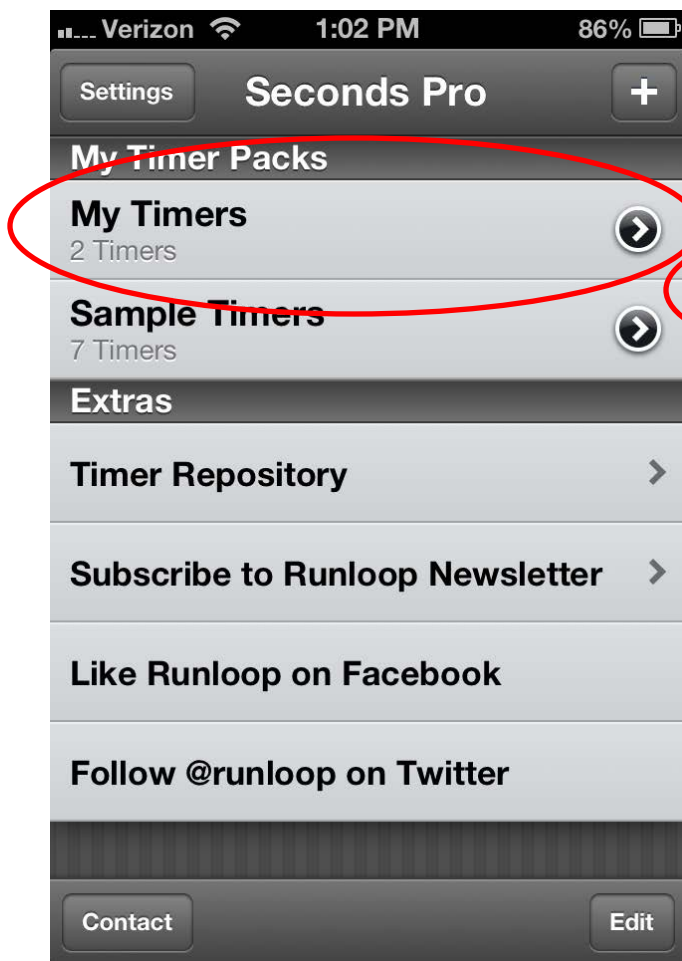 Verizon 1:02 PM 86%
Settings Seconds Pro +
My Timer Packs
My Timers
2 Timers
Sample Timers
7 Timers
Extras
Timer Repository
Subscribe to Runloop Newsletter
Like Runloop on Facebook
Follow @runloop on Twitter
Contact Edit